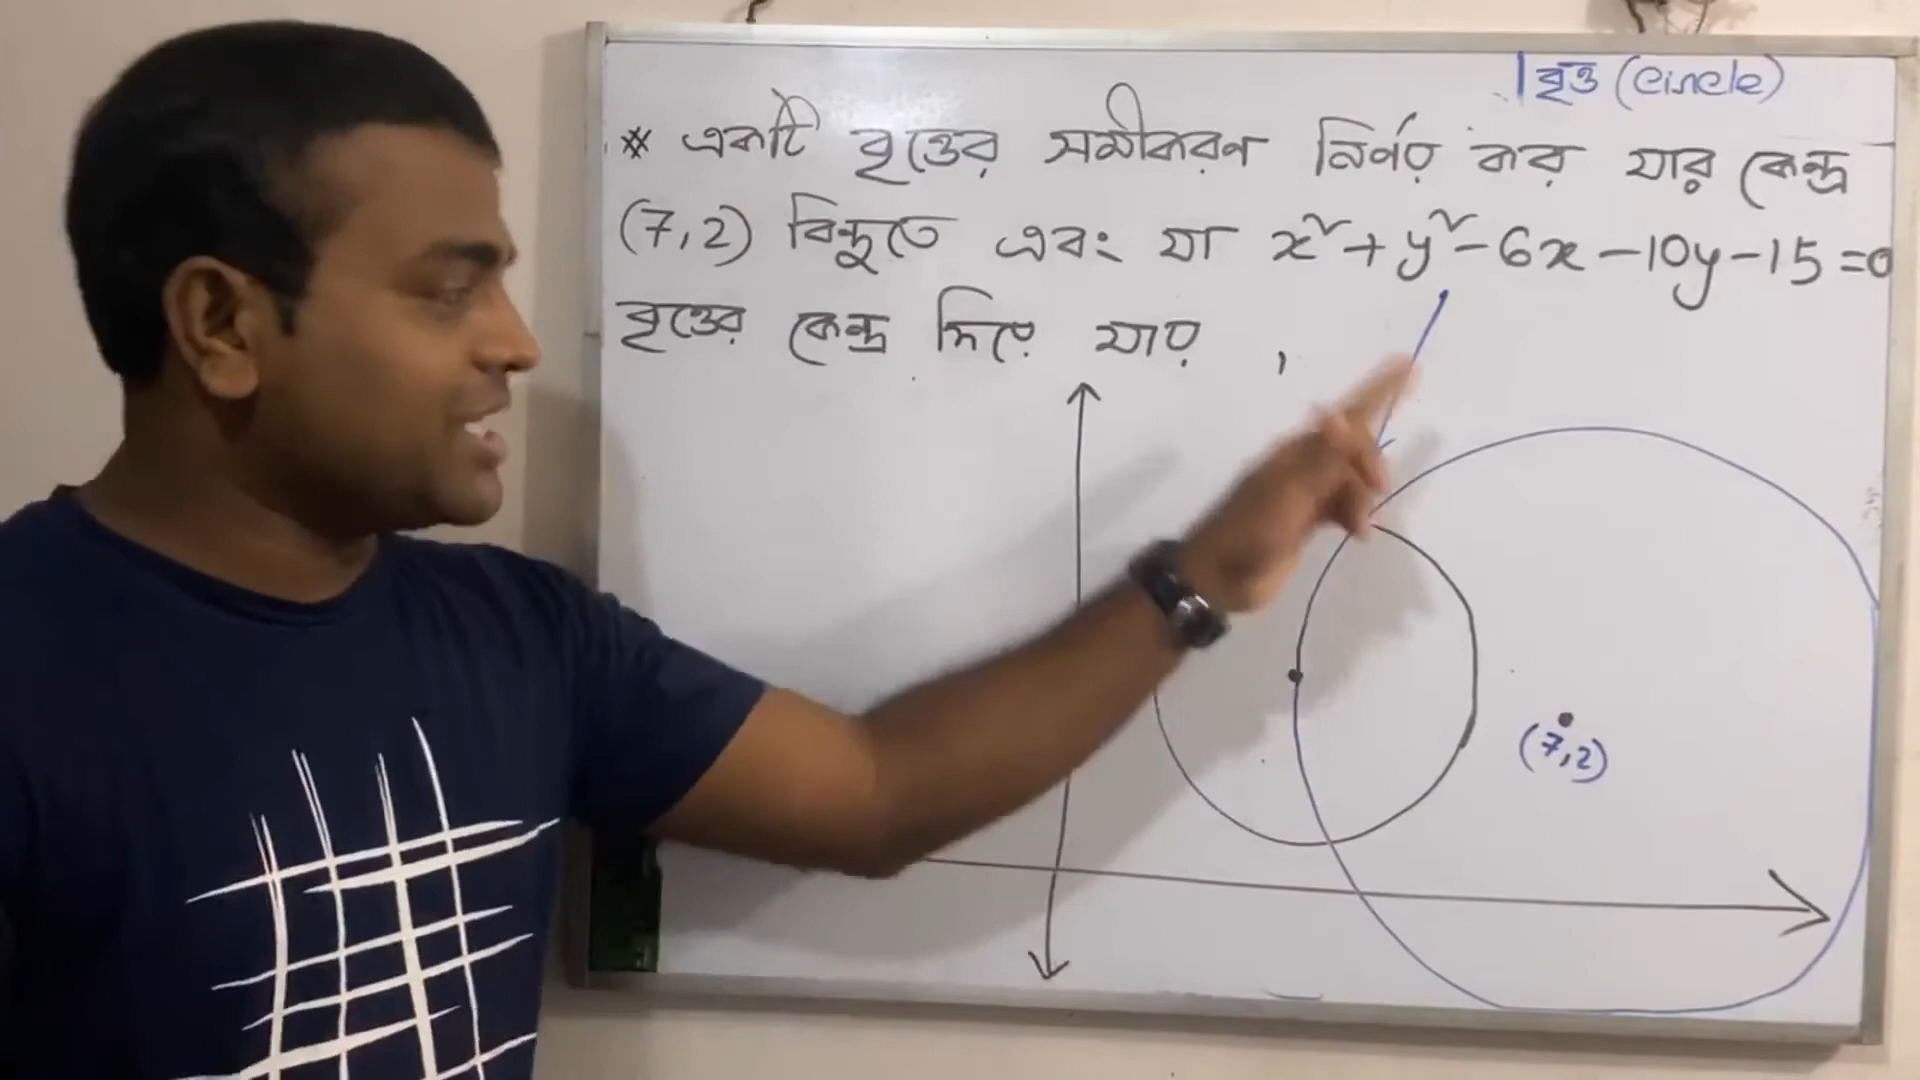 বৃত্ত (Circle)
* একটি বৃত্তের সমীকরণ নির্ণয় কর যার কেন্দ্র
(7,2) বিন্দুতে এবং যা x²+y²-6x-10y-15=0
বৃত্তের কেন্দ্র দিয়ে যায় ,
(7,2)